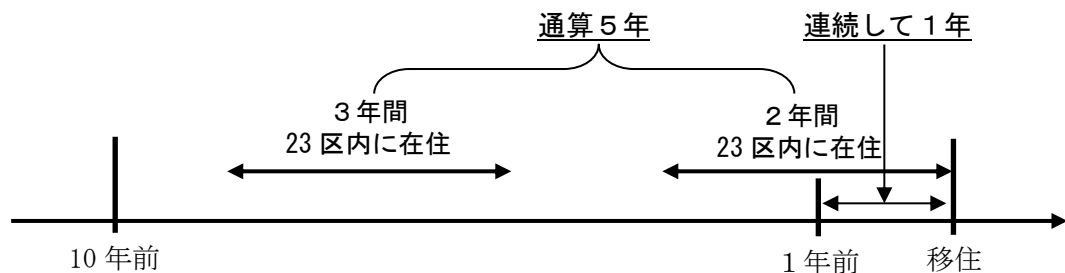 通算５年
連続して１年
３年間
23 区内に在住
２年間
23 区内に在住
10 年前
１年前
移住